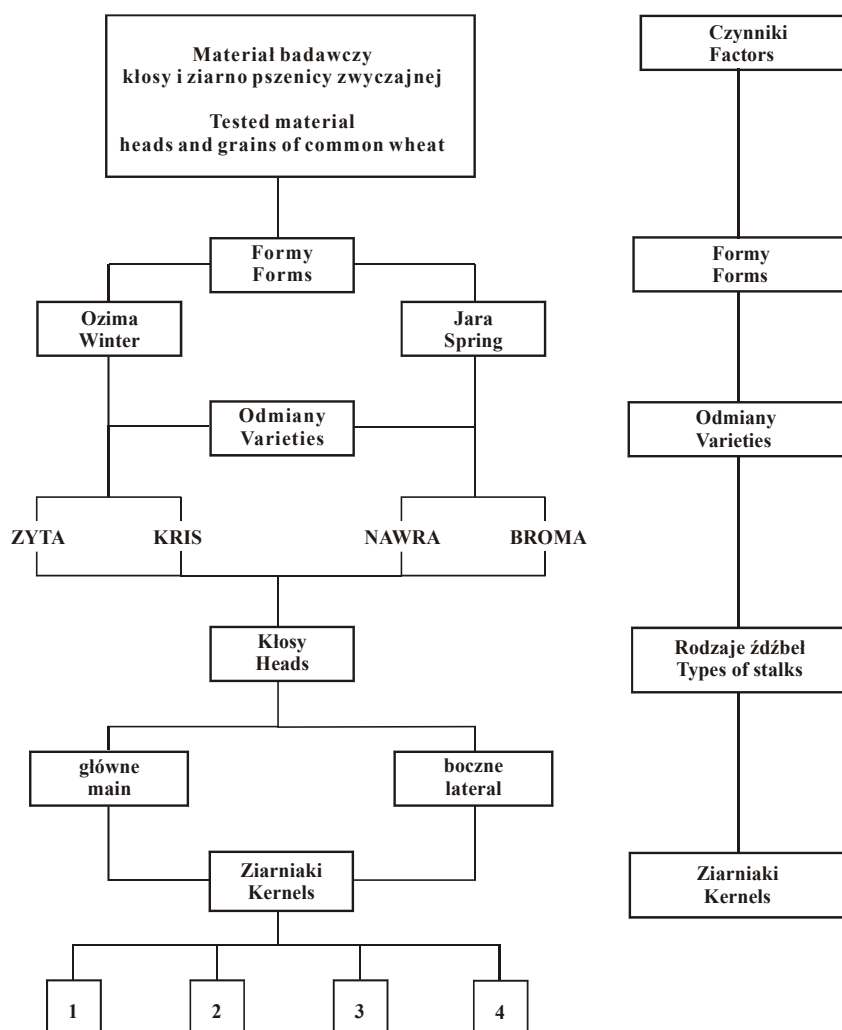 Materiał badawczy
kłosy i ziarno pszenicy zwyczajnej
Tested material
heads and grains of common wheat
Formy
Forms
Ozima
Winter
Jara
Spring
Odmiany
Varieties
ZYTA
KRIS
NAWRA
BROMA
Kłosy
Heads
główne
main
boczne
lateral
Ziarniaki
Kernels
1
2
3
4
Czynniki
Factors
Formy
Forms
Odmiany
Varieties
Rodzaje źdźbeł
Types of stalks
Ziarniaki
Kernels